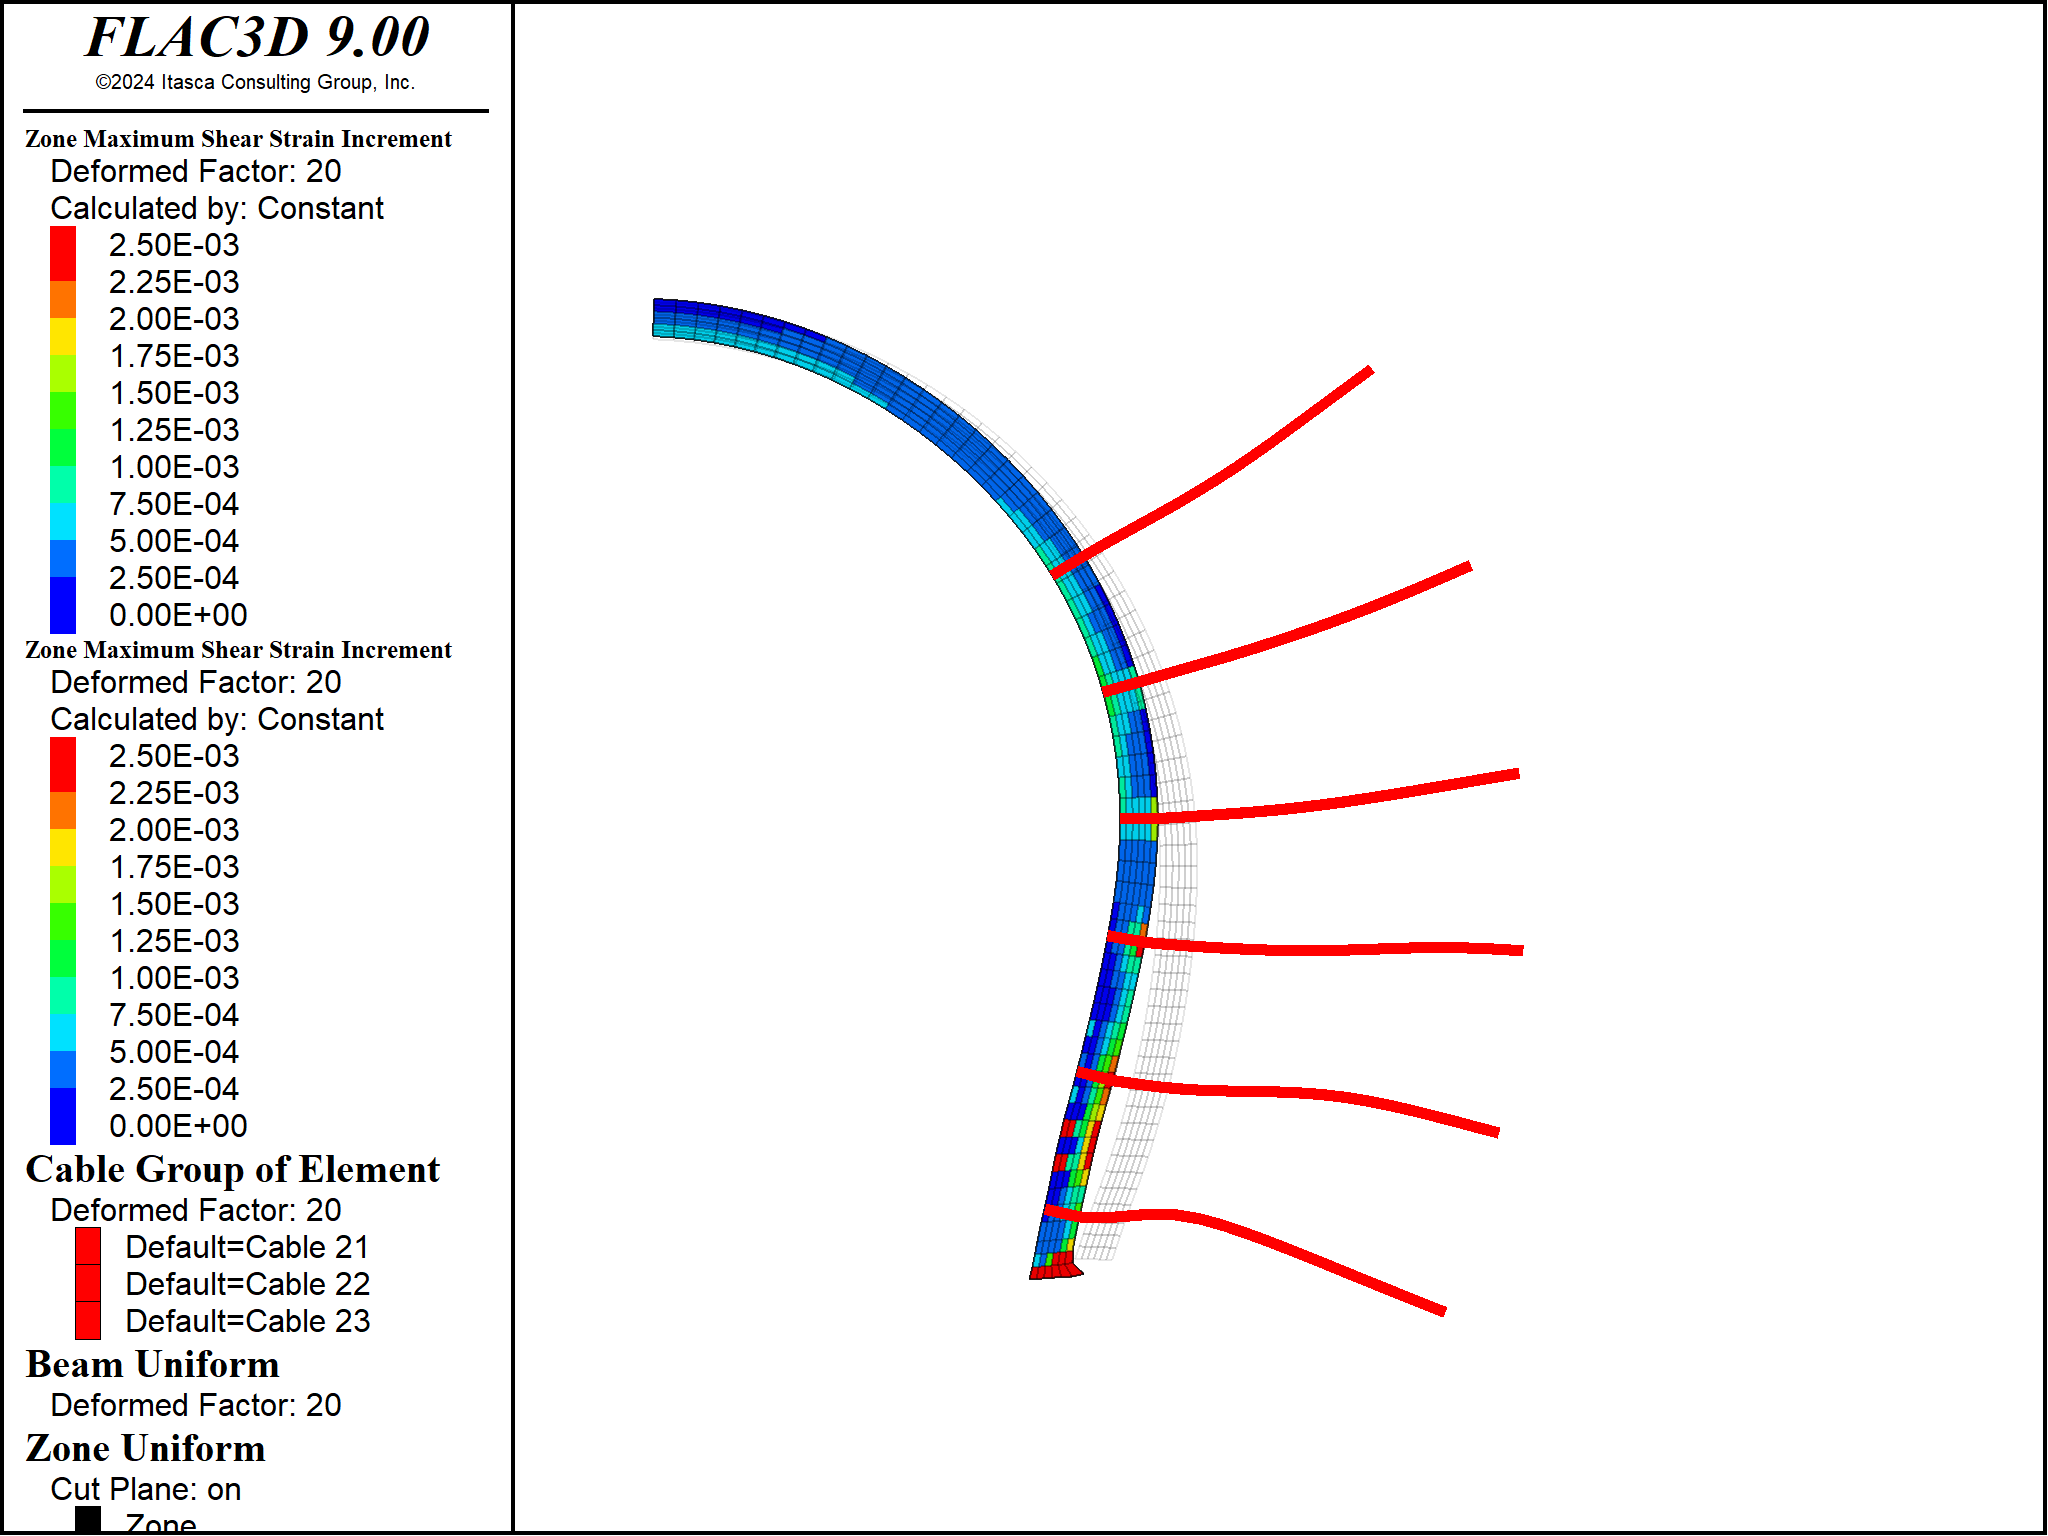 FLAC3D 9.00
©2024 Itasca Consulting Group, Inc.
Zone Maximum Shear Strain Increment
Deformed Factor: 20
Calculated by: Constant
2.50E-03
2.25E-03
2.00E-03
1.75E-03
1.50E-03
1.25E-03
1.00E-03
7.50E-04
5.00E-04
2.50E-04
0.00E+00
Zone Maximum Shear Strain Increment
Deformed Factor: 20
Calculated by: Constant
2.50E-03
2.25E-03
2.00E-03
1.75E-03
1.50E-03
1.25E-03
1.00E-03
7.50E-04
5.00E-04
2.50E-04
0.00E+00
Cable Group of Element
Deformed Factor: 20
Default=Cable 21
Default=Cable 22
Default=Cable 23
Beam Uniform
Deformed Factor: 20
Zone Uniform
Cut Plane: on
Zone